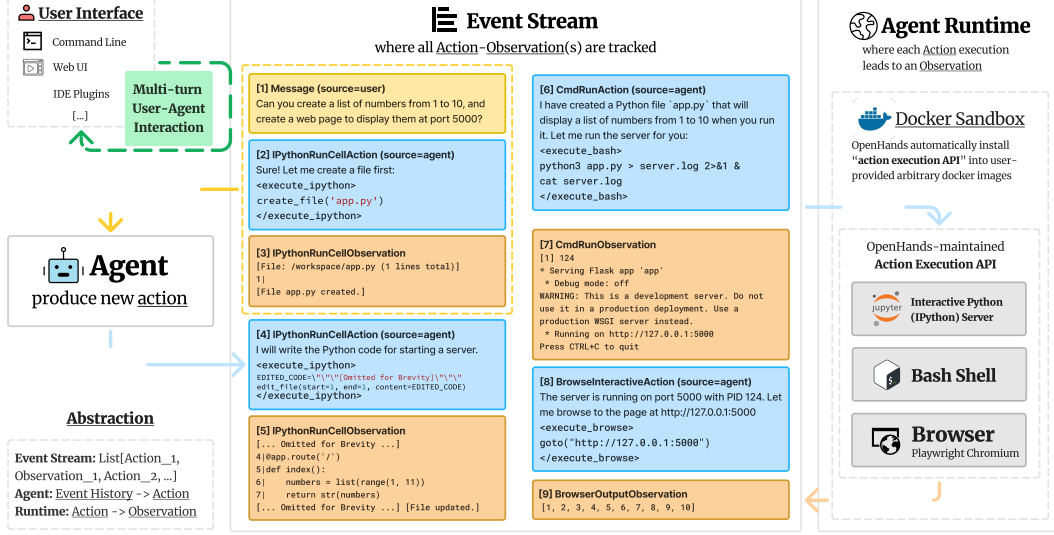 User Interface
Command Line
Web UI
IDE Plugins
[...]
Multi-turn
User-Agent
Interaction
Agent
produce new action
Abstraction
Event Stream: List[Action_1,
Observation_1, Action_2, ...]
Agent: Event History -> Action
Runtime: Action -> Observation
Event Stream
where all Action-Observation(s) are tracked
[1] Message (source=user)
Can you create a list of numbers from 1 to 10, and
create a web page to display them at port 5000?
[2] IPythonRunCellAction (source=agent)
Sure! Let me create a file first:
<execute_ipython>
create_file('app.py')
</execute_ipython>
[3] IPythonRunCellObservation
[File: /workspace/app.py (1 lines total)]
1|
[File app.py created.]
[4] IPythonRunCellAction (source=agent)
I will write the Python code for starting a server.
<execute_ipython>
EDITED_CODE=\"\"\"[Omitted for Brevity]\"\"\"
edit_file(start=1, end=1, content=EDITED_CODE)
</execute_ipython>
[5] IPythonRunCellObservation
[... Omitted for Brevity ...]
4|@app.route('/')
5|def index():
6|    numbers = list(range(1, 11))
7|    return str(numbers)
[... Omitted for Brevity ...] [File updated.]
[6] CmdRunAction (source=agent)
I have created a Python file `app.py` that will
display a list of numbers from 1 to 10 when you run
it. Let me run the server for you:
<execute_bash>
python3 app.py > server.log 2>&1 &
cat server.log
</execute_bash>
[7] CmdRunObservation
[1] 124
* Serving Flask app 'app'
* Debug mode: off
WARNING: This is a development server. Do not
use it in a production deployment. Use a
production WSGI server instead.
* Running on http://127.0.0.1:5000
Press CTRL+C to quit
[8] BrowseInteractiveAction (source=agent)
The server is running on port 5000 with PID 124. Let
me browse to the page at http://127.0.0.1:5000
<execute_browse>
goto("http://127.0.0.1:5000")
</execute_browse>
[9] BrowserOutputObservation
[1, 2, 3, 4, 5, 6, 7, 8, 9, 10]
Agent Runtime
where each Action execution
leads to an Observation
Docker Sandbox
OpenHands automatically install
“action execution API” into user-
provided arbitrary docker images
OpenHands-maintained
Action Execution API
jupyter
Interactive Python
(IPython) Server
Bash Shell
Browser
Playwright Chromium